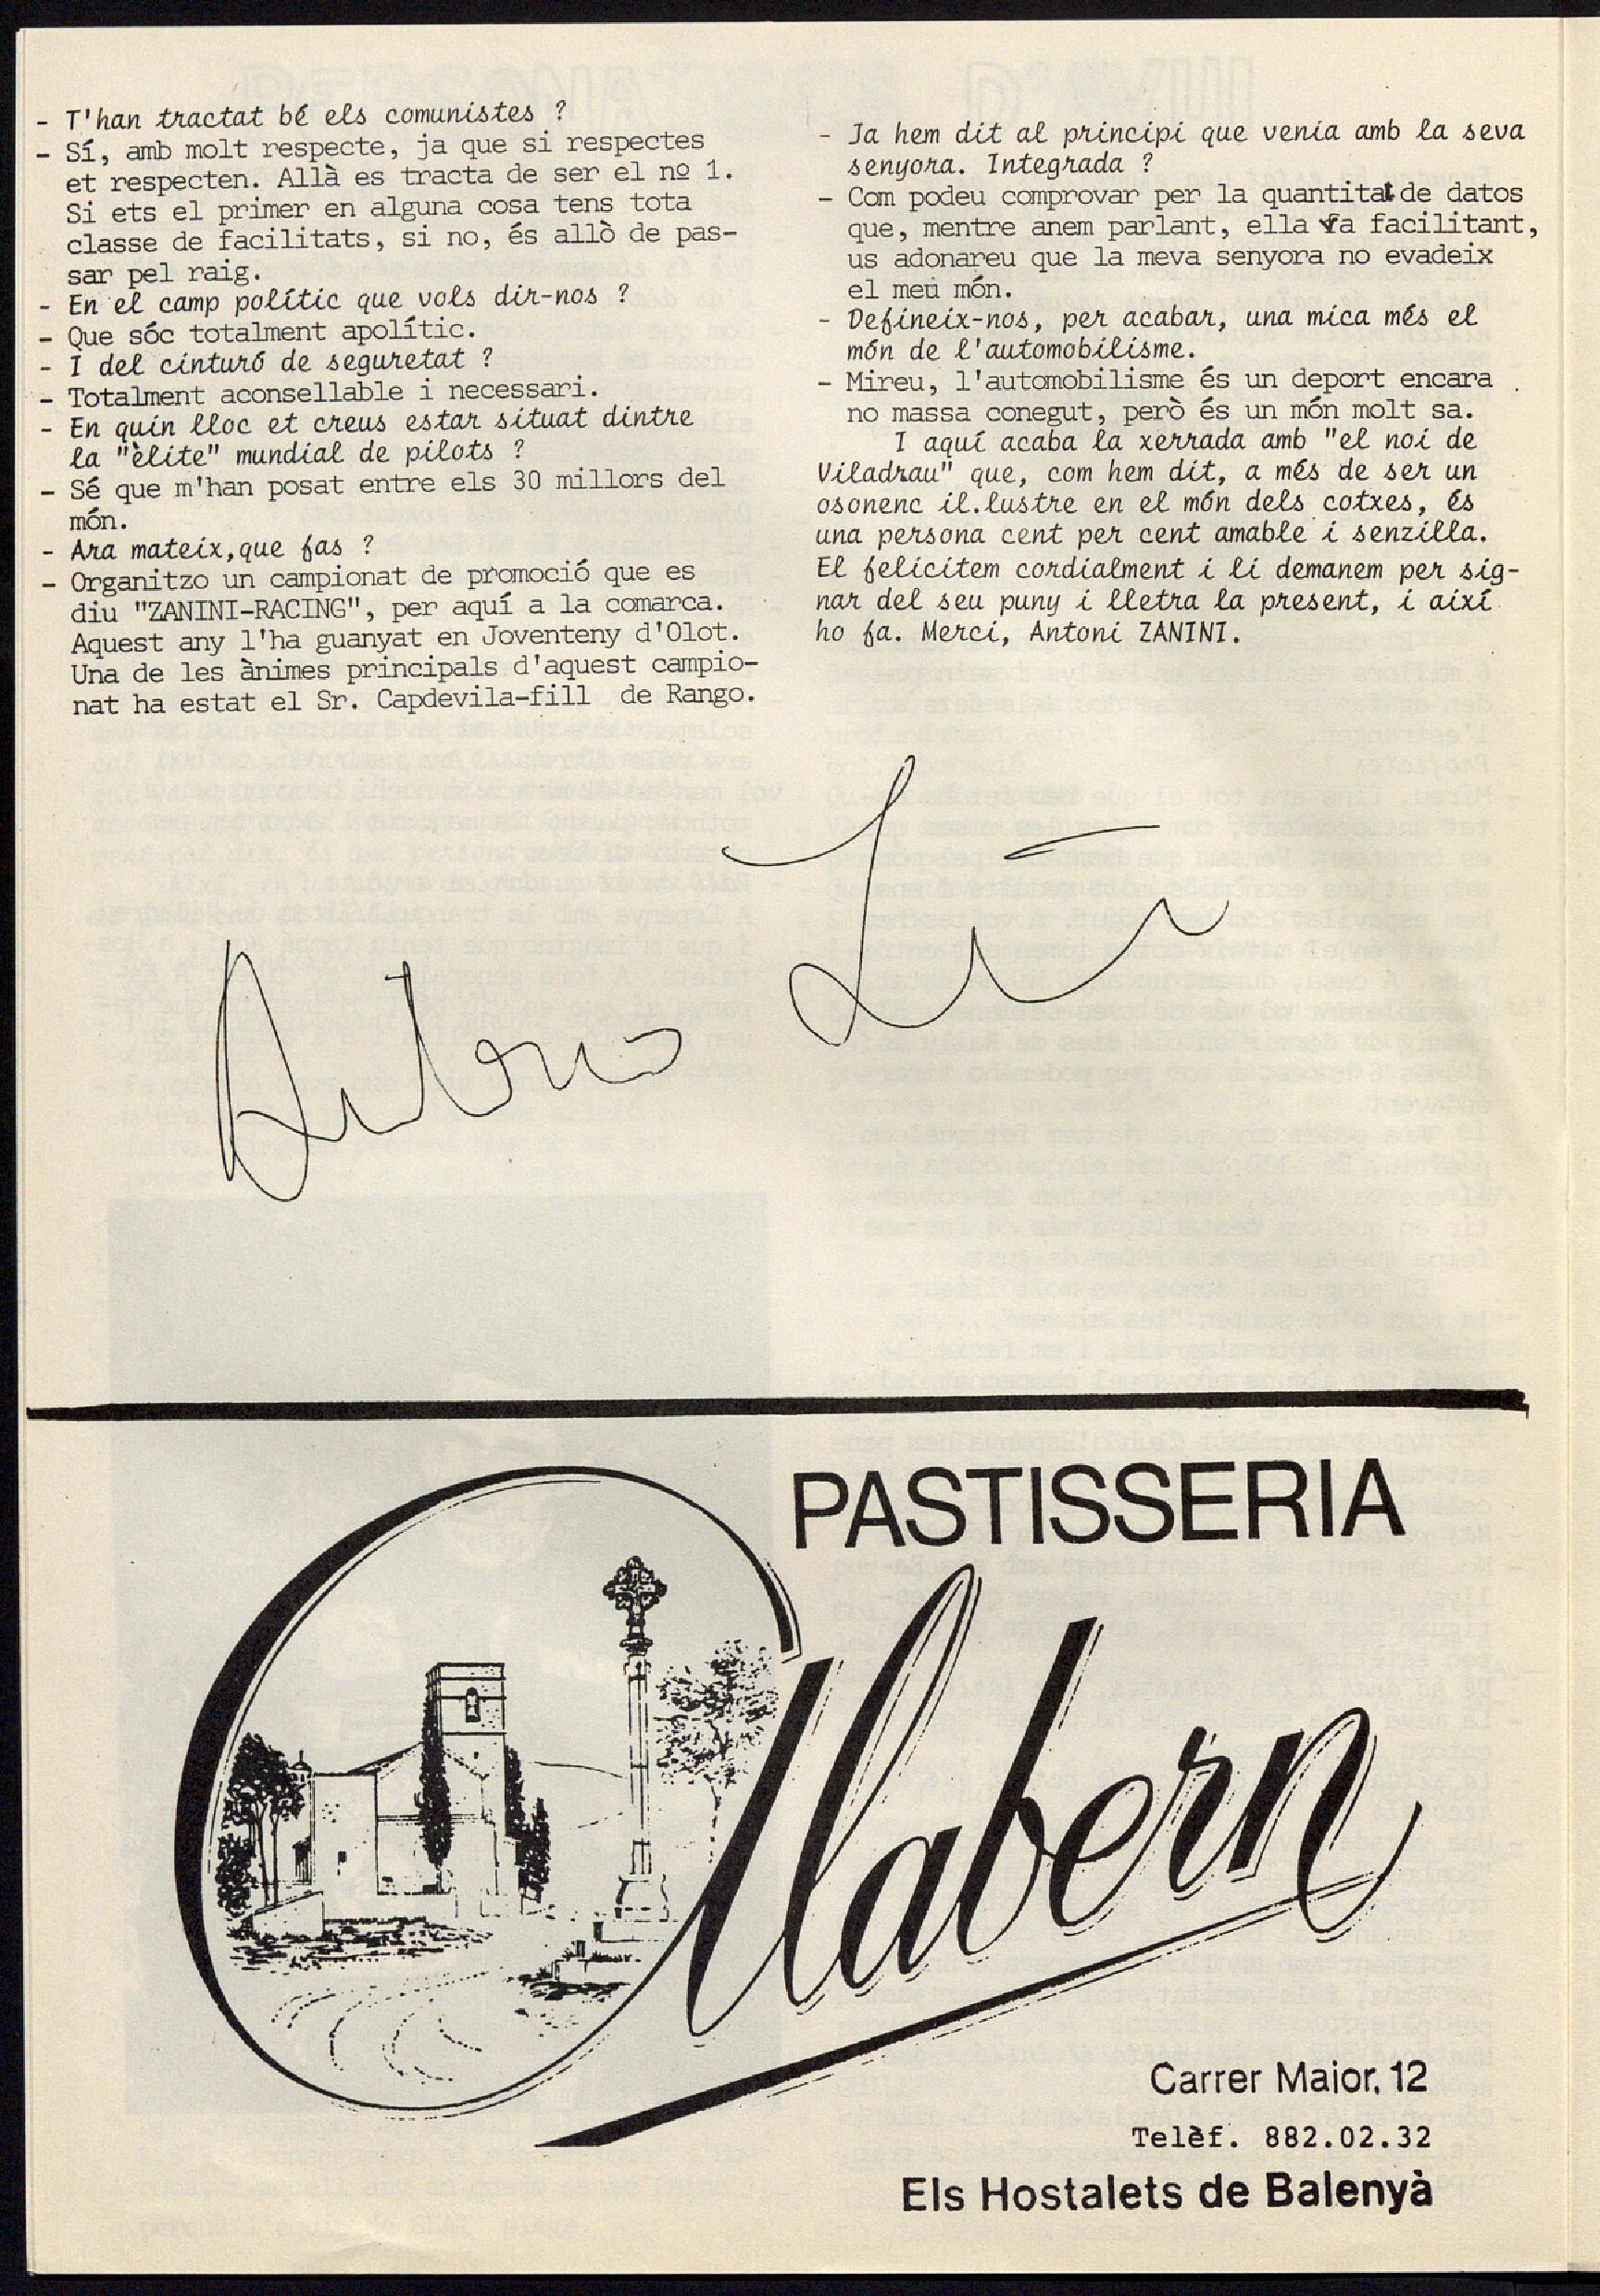 - T'han tractat bé els comunistes ?
- Sí, amb molt respecte, ja que si respectes
et respecten. Allà es tracta de ser el nº 1.
Si ets el primer en alguna cosa tens tota
classe de facilitats, si no, és allò de pas-
sar pel raig.
- En el camp polític que vols dir-nos ?
- Que sóc totalment apolític.
- I del cinturó de seguretat ?
- Totalment aconsellable i necessari.
- En quin lloc et creus estar situat dintre
la "èlite" mundial de pilots ?
- Sé que m'han posat entre els 30 millors del
món.
- Ara mateix,que fas ?
- Organitzo un campionat de promoció que es
diu "ZANINI-RACING", per aquí a la comarca.
Aquest any l'ha guanyat en Joventeny d'Olot.
Una de les ànimes principals d'aquest campio-
nat ha estat el Sr. Capdevila-fill de Rango.
- Ja hem dit al principi que venia amb la seva
senyora. Integrada ?
- Com podeu comprovar per la quantitat de datos
que, mentre anem parlant, ella fa facilitant,
us adonareu que la meva senyora no evadeix
el meu món.
- Defineix-nos, per acabar, una mica més el
món de l'automobilisme.
- Mireu, l'automobilisme és un deport encara
no massa conegut, però és un món molt sa.
I aquí acaba la xerrada amb "el noi de
Viladrau" que, com hem dit, a més de ser un
osonenc il.lustre en el món dels cotxes, és
una persona cent per cent amable i senzilla.
El felicitem cordialment i li demanem per sig-
nar del seu puny i lletra la present, i així
ho fa. Merci, Antoni ZANINI.
Antonio
PASTISSERIA
Illabern
Carrer Maior, 12
Telèf. 882.02.32
Els Hostalets de Balenyà